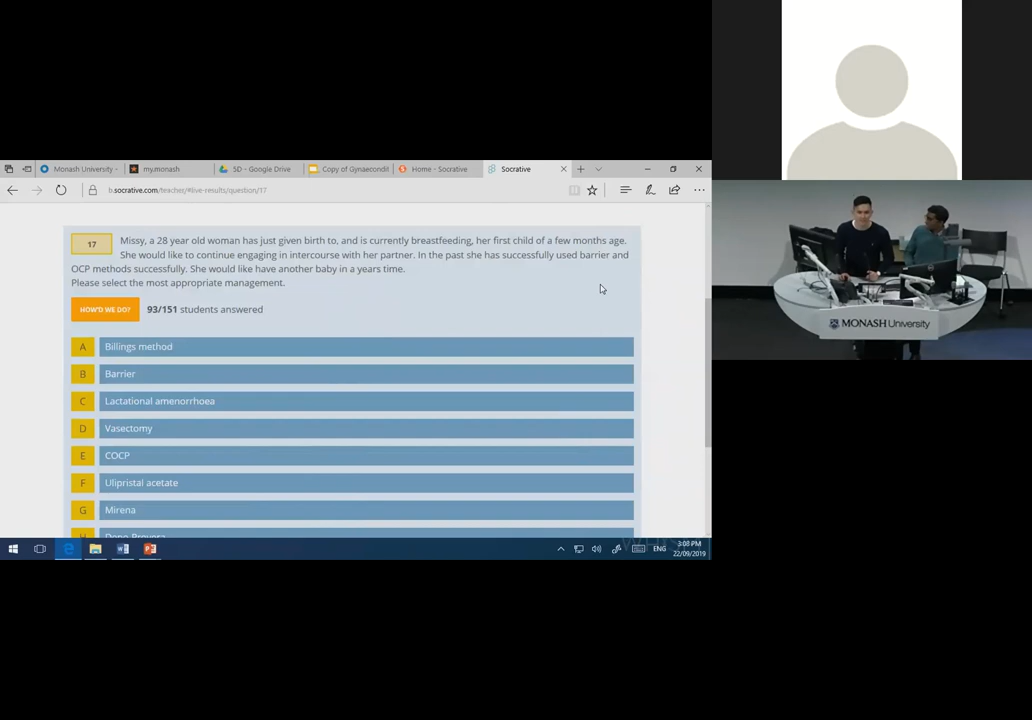 Monash University -
my.monash
5D - Google Drive
Copy of Gynaecondit
Home - Socrative
Socrative
b.socrative.com/teacher/#live-results/question/17
17
Missy, a 28 year old woman has just given birth to, and is currently breastfeeding, her first child of a few months age.
She would like to continue engaging in intercourse with her partner. In the past she has successfully used barrier and
OCP methods successfully. She would like have another baby in a years time.
Please select the most appropriate management.
HOW'D WE DO?
93/151 students answered
A Billings method
B Barrier
C Lactational amenorrhoea
D Vasectomy
E COCP
F Ulipristal acetate
G Mirena
H Depo-Provera
ENG
3:03 PM
22/09/2019
MONASH University